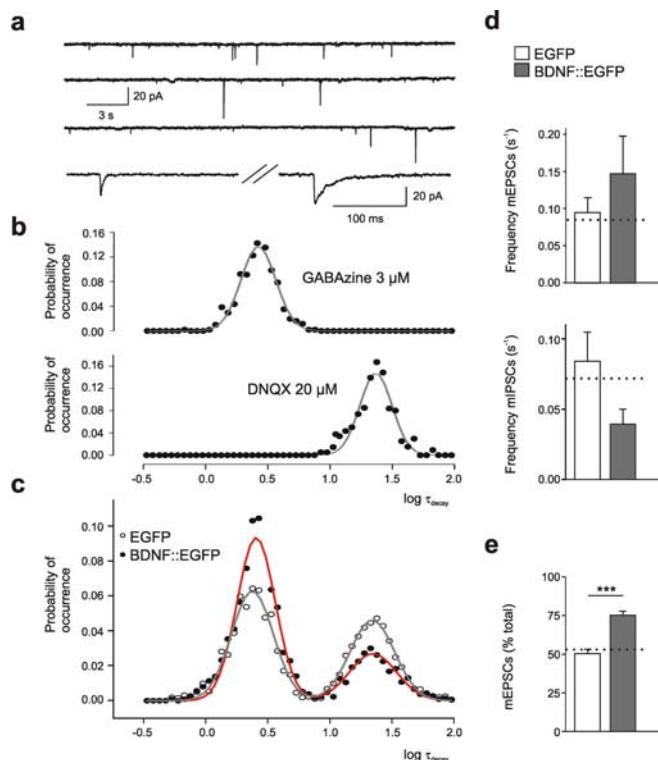 a
20 pA
3 s
20 pA
100 ms
b
Probability of
occurrence
0.16
0.12
0.08
0.04
0.00
GABAzine 3 µM
Probability of
occurrence
0.16
0.12
0.08
0.04
0.00
DNQX 20 µM
-0.5 0.0 0.5 1.0 1.5 2.0
log τdecay
c
EGFP
BDNF::EGFP
Probability of
occurrence
0.10
0.08
0.06
0.04
0.02
0.00
-0.5 0.0 0.5 1.0 1.5 2.0
log τdecay
d
EGFP
BDNF::EGFP
Frequency mEPSCs (s-1)
0.20
0.15
0.10
0.05
0.00
Frequency mIPSCs (s-1)
0.10
0.05
0.00
e
mEPSCs (% total)
75
50
25
0
***